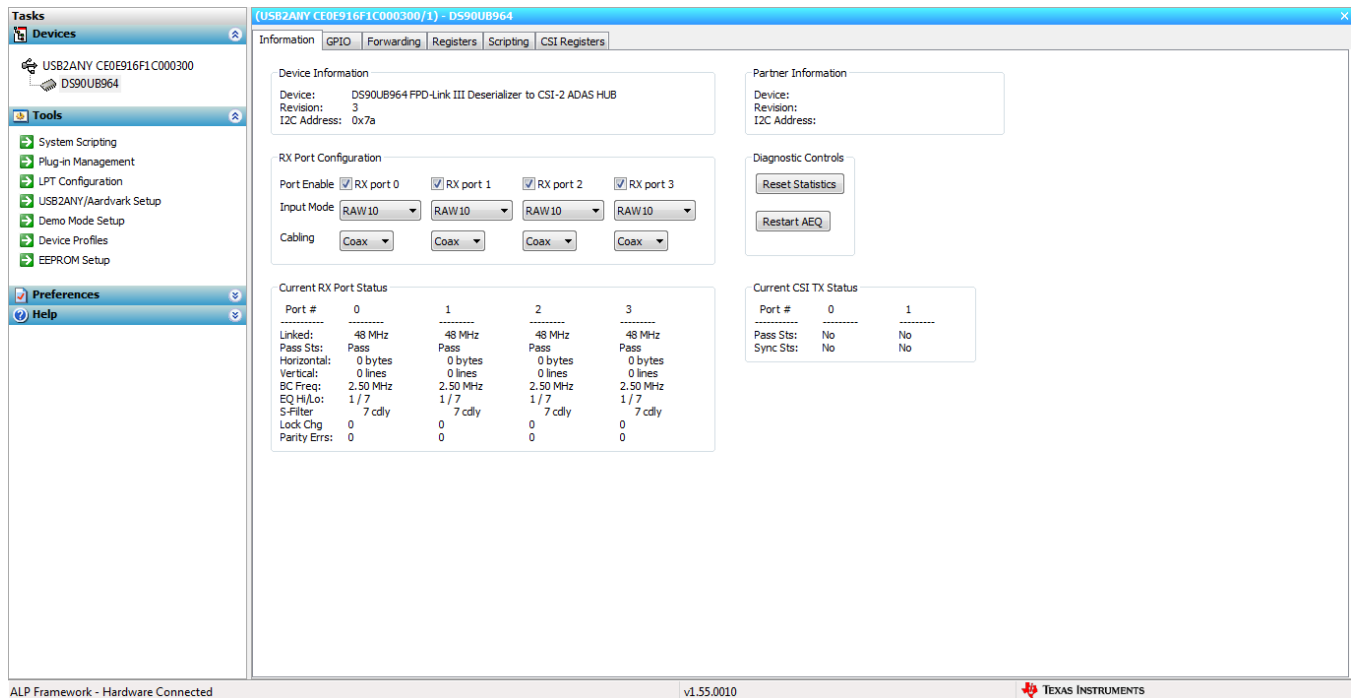 Tasks
Devices
USB2ANY CE0E916F1C000300
DS90UB964
Tools
System Scripting
Plug-in Management
LPT Configuration
USB2ANY/Aardvark Setup
Demo Mode Setup
Device Profiles
EEPROM Setup
Preferences
Help
(USB2ANY CE0E916F1C000300/1) - DS90UB964
Information GPIO Forwarding Registers Scripting CSI Registers
Device Information
Device: DS90UB964 FPD-Link III Deserializer to CSI-2 ADAS HUB
Revision: 3
I2C Address: 0x7a
Partner Information
Device:
Revision:
I2C Address:
RX Port Configuration
Port Enable RX port 0 RX port 1 RX port 2 RX port 3
Input Mode RAW10 RAW10 RAW10 RAW10
Cabling Coax Coax Coax Coax
Diagnostic Controls
Reset Statistics
Restart AEQ
Current RX Port Status
Port # 0 1 2 3
----------- --------- --------- --------- ---------
Linked: 48 MHz 48 MHz 48 MHz 48 MHz
Pass Sts: Pass Pass Pass Pass
Horizontal: 0 bytes 0 bytes 0 bytes 0 bytes
Vertical: 0 lines 0 lines 0 lines 0 lines
BC Freq: 2.50 MHz 2.50 MHz 2.50 MHz 2.50 MHz
EQ Hi/Lo: 1 / 7 1 / 7 1 / 7 1 / 7
S-Filter 7 cdly 7 cdly 7 cdly 7 cdly
Lock Chg 0 0 0 0
Parity Errs: 0 0 0 0
Current CSI TX Status
Port # 0 1
----------- --------- ---------
Pass Sts: No No
Sync Sts: No No
ALP Framework - Hardware Connected
v1.55.0010
TEXAS INSTRUMENTS